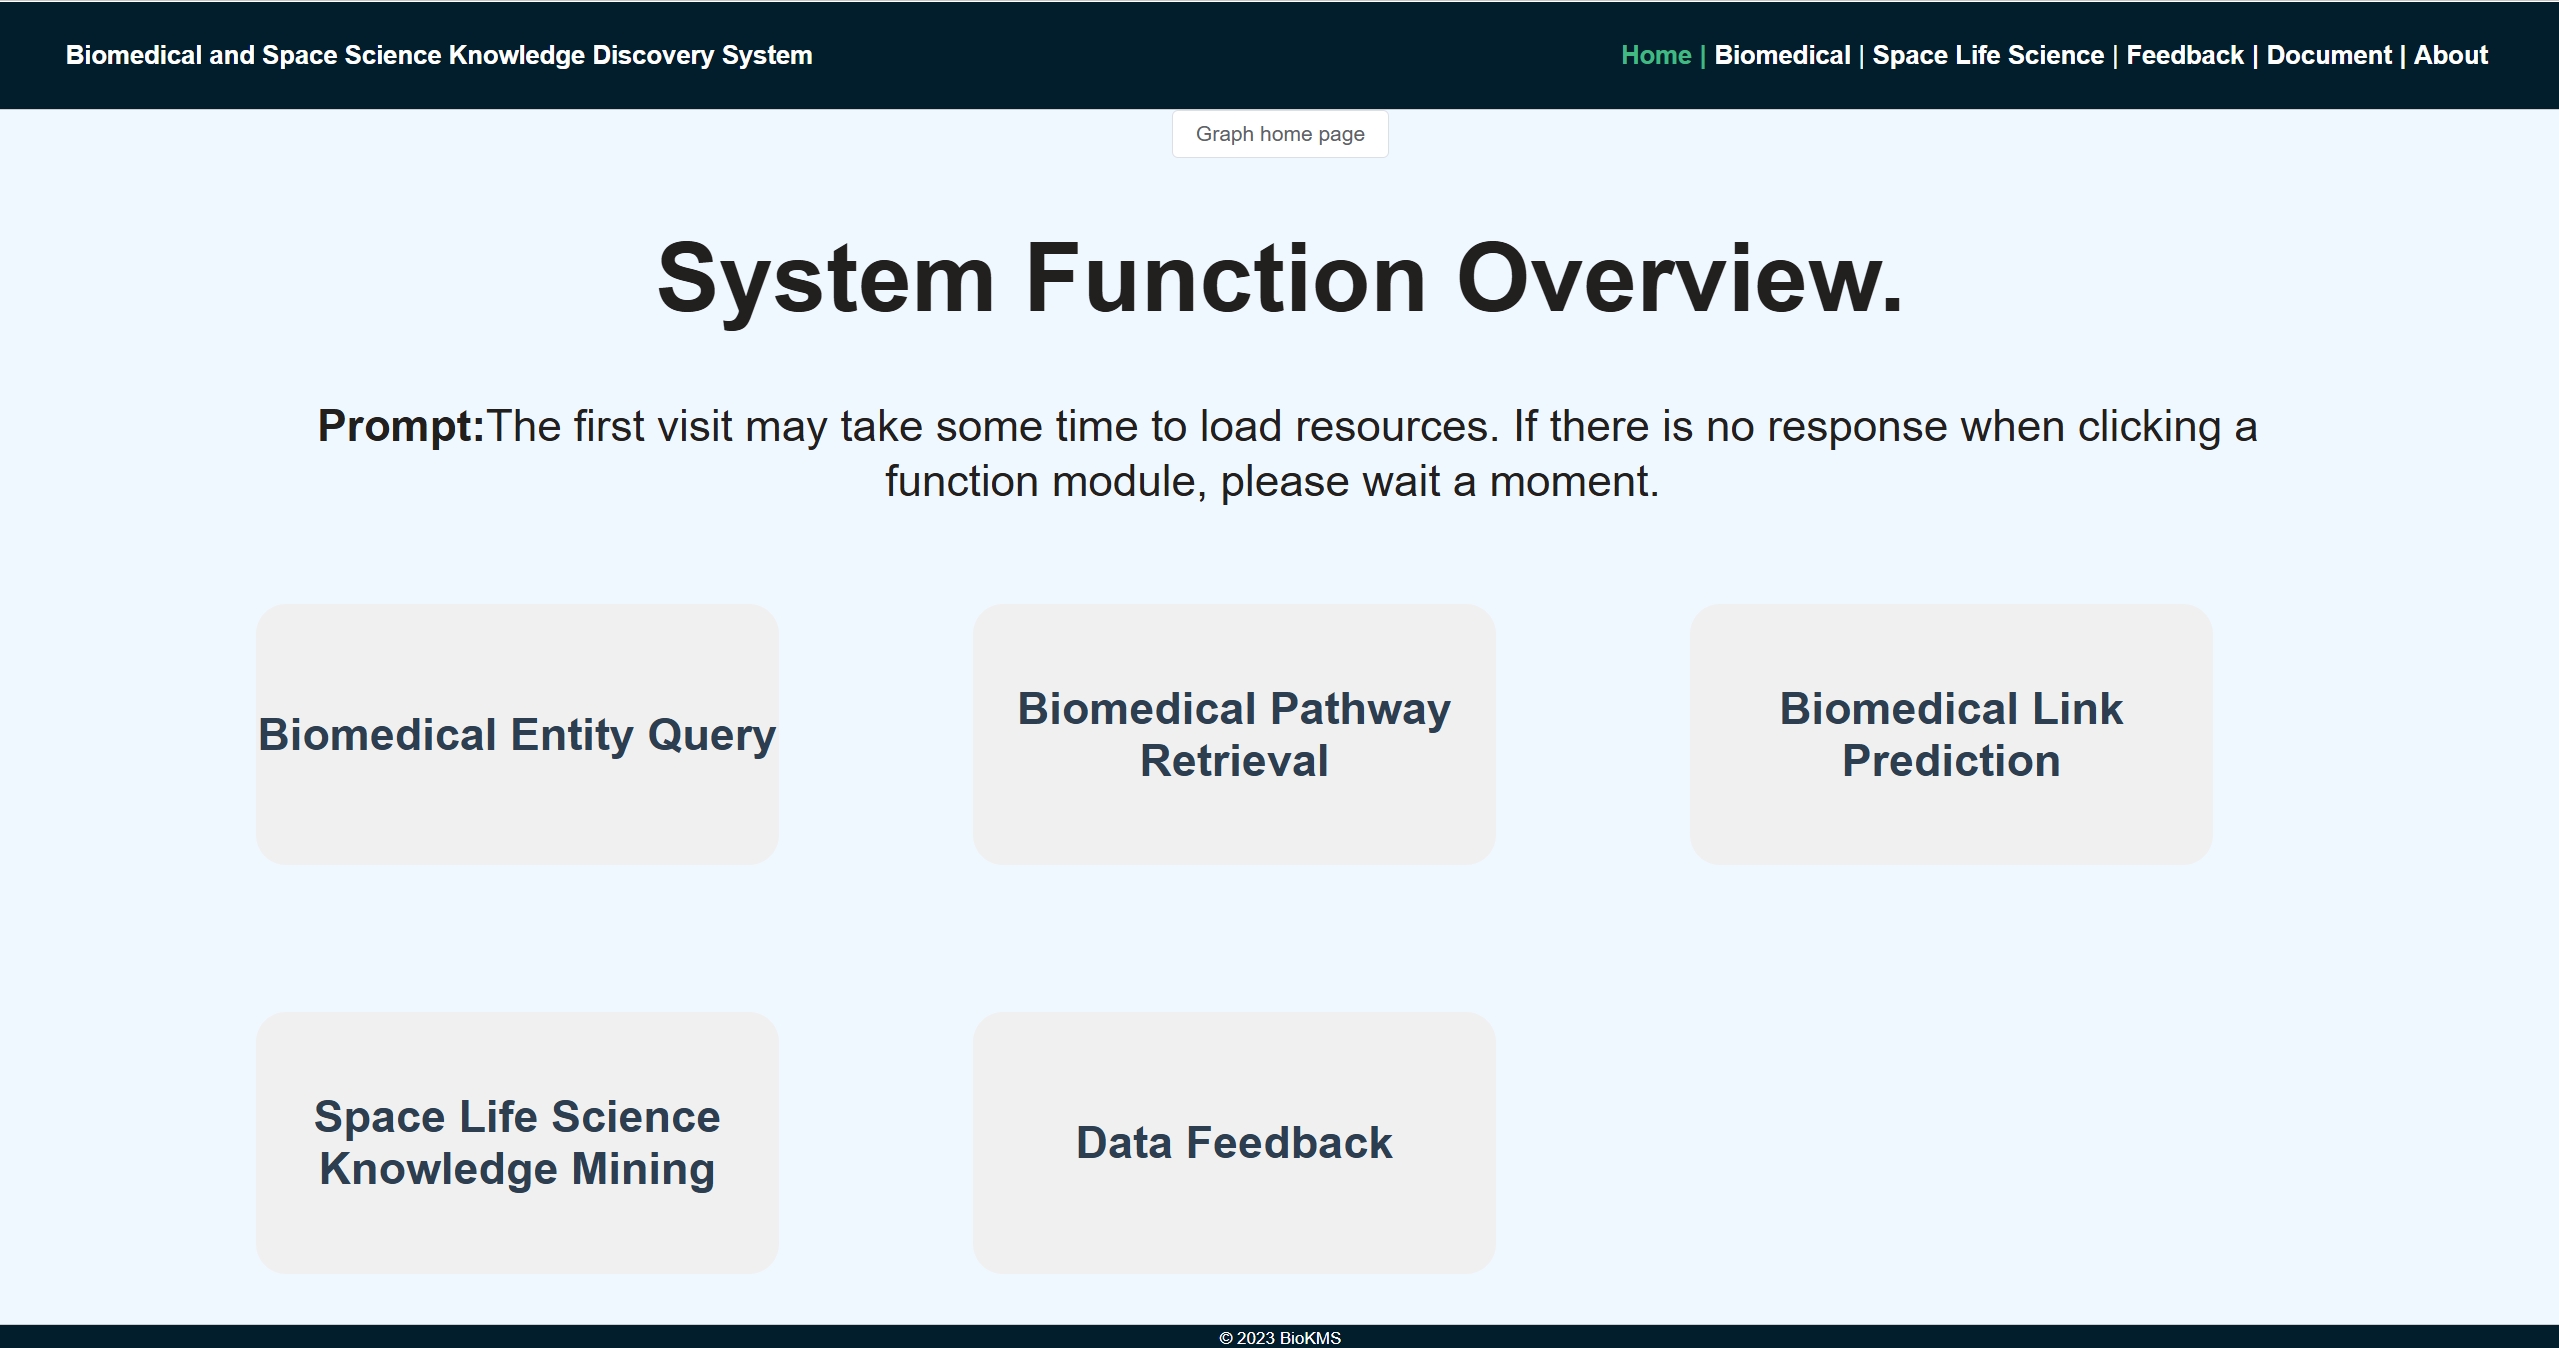 Biomedical and Space Science Knowledge Discovery System
Home | Biomedical | Space Life Science | Feedback | Document | About
Graph home page
System Function Overview.
Prompt:The first visit may take some time to load resources. If there is no response when clicking a
function module, please wait a moment.
Biomedical Entity Query
Biomedical Pathway
Retrieval
Biomedical Link
Prediction
Space Life Science
Knowledge Mining
Data Feedback
© 2023 BioKMS